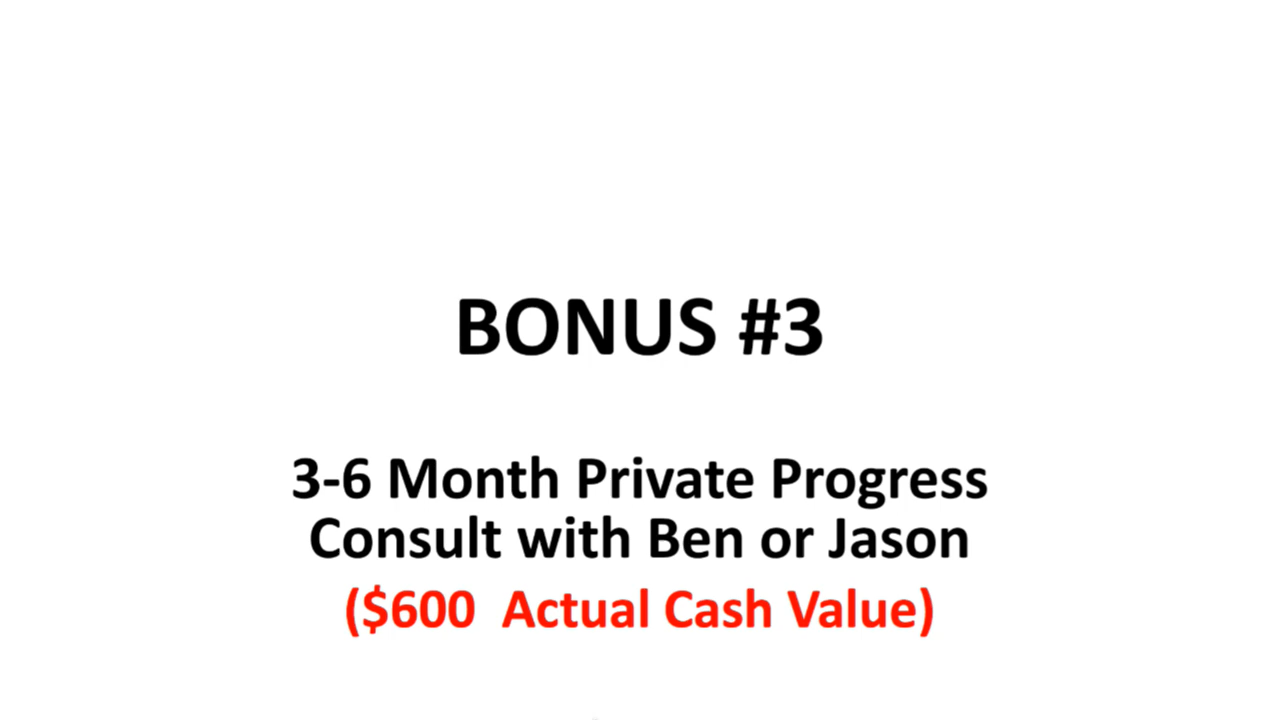 BONUS #3
3-6 Month Private Progress
Consult with Ben or Jason
($600  Actual Cash Value)